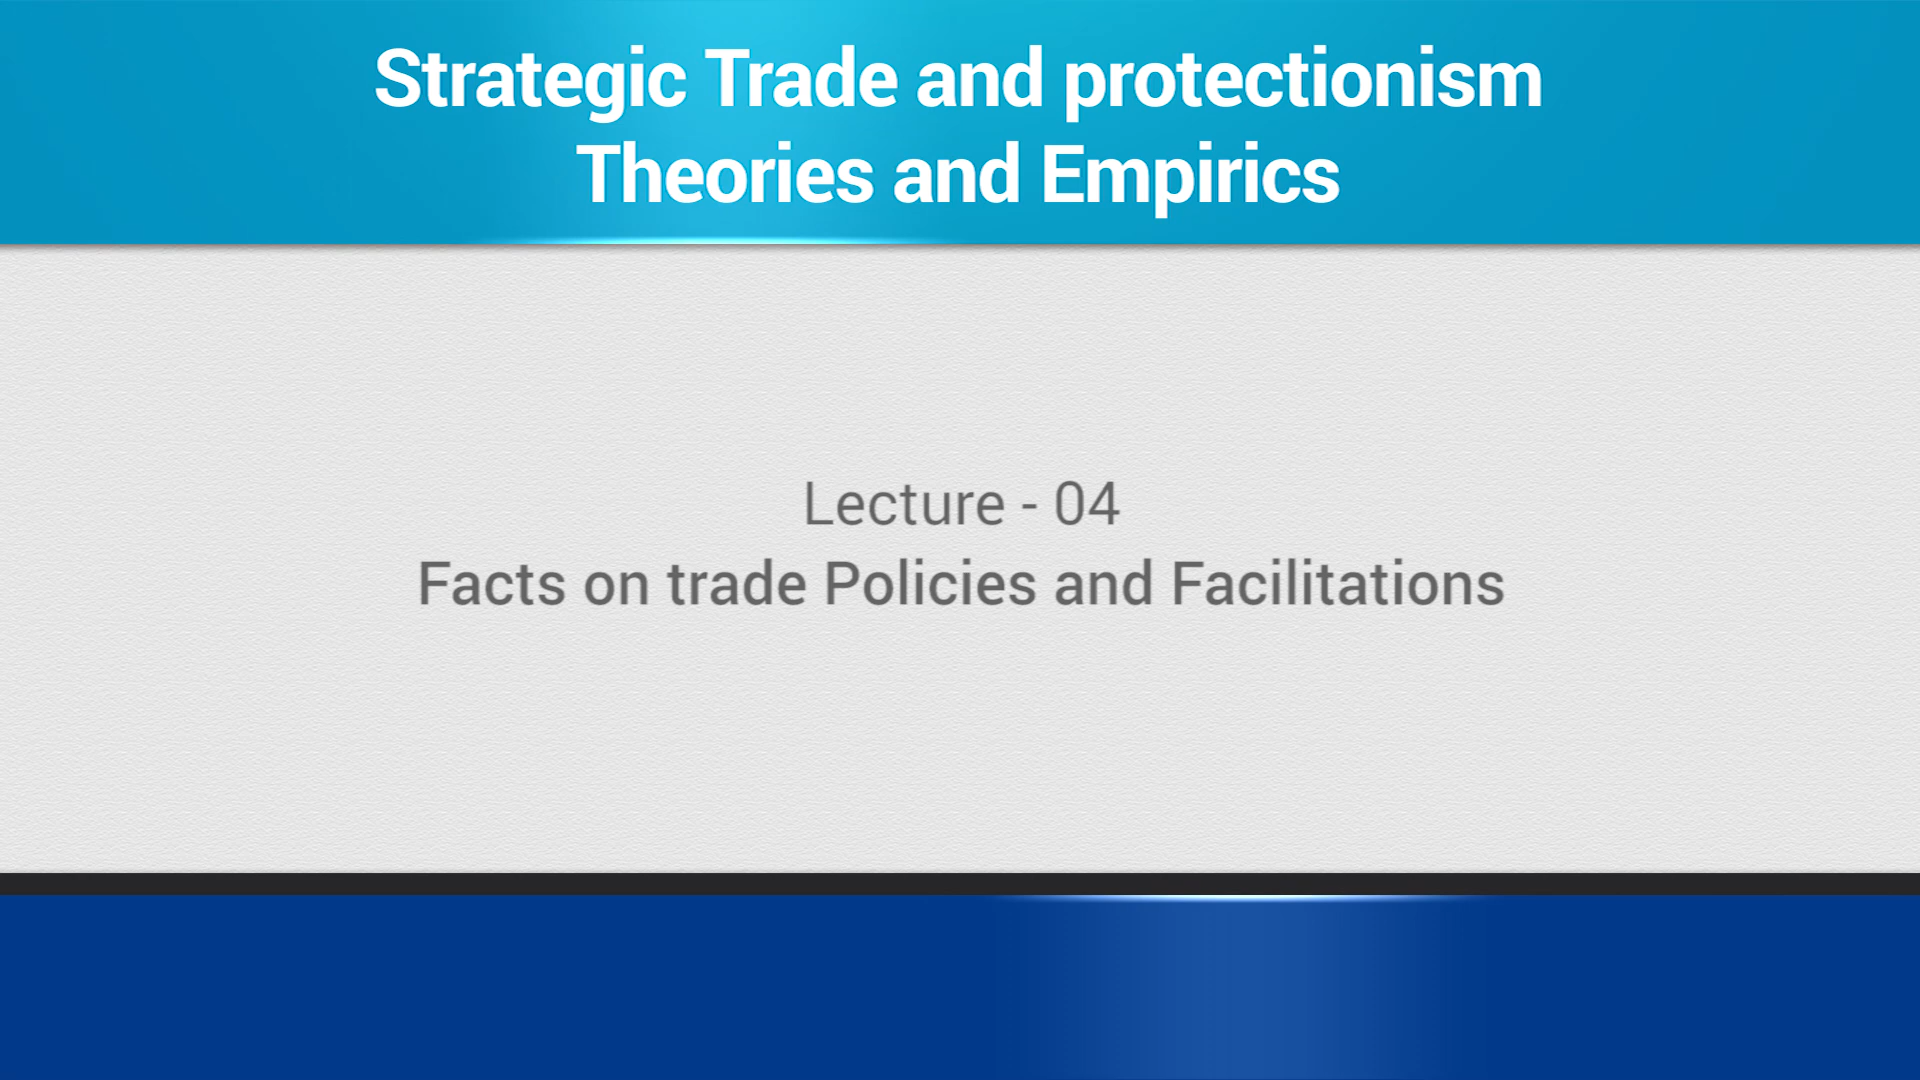 Strategic Trade and protectionism
Theories and Empirics
Lecture - 04
Facts on trade Policies and Facilitations